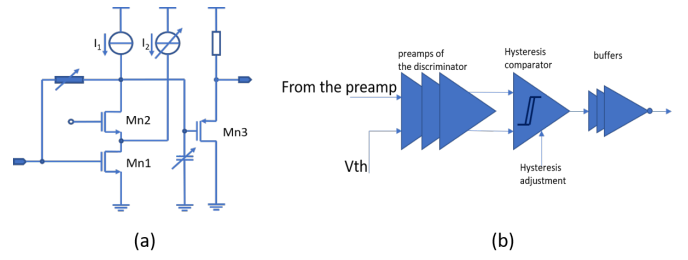 I1
I2
Mn2
Mn3
Mn1
(a)
preamps of
the discriminator
Hysteresis
comparator
buffers
From the preamp
Vth
Hysteresis
adjustment
(b)